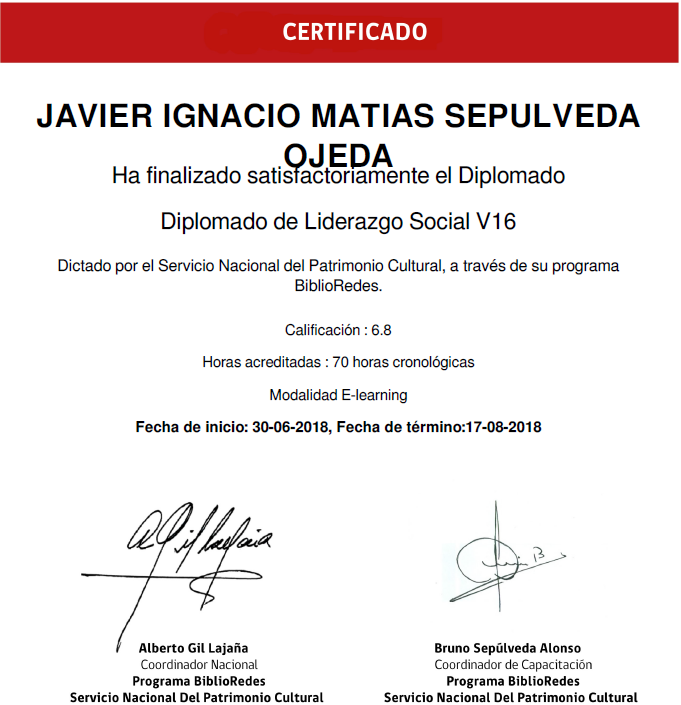 CERTIFICADO
JAVIER IGNACIO MATIAS SEPULVEDA
OJEDA
Ha finalizado satisfactoriamente el Diplomado
Diplomado de Liderazgo Social V16
Dictado por el Servicio Nacional del Patrimonio Cultural, a través de su programa
BiblioRedes.
Calificación : 6.8
Horas acreditadas : 70 horas cronológicas
Modalidad E-learning
Fecha de inicio: 30-06-2018, Fecha de término:17-08-2018
Alberto Gil Lajaña
Coordinador Nacional
Programa BiblioRedes
Servicio Nacional Del Patrimonio Cultural
Bruno Sepúlveda Alonso
Coordinador de Capacitación
Programa BiblioRedes
Servicio Nacional Del Patrimonio Cultural